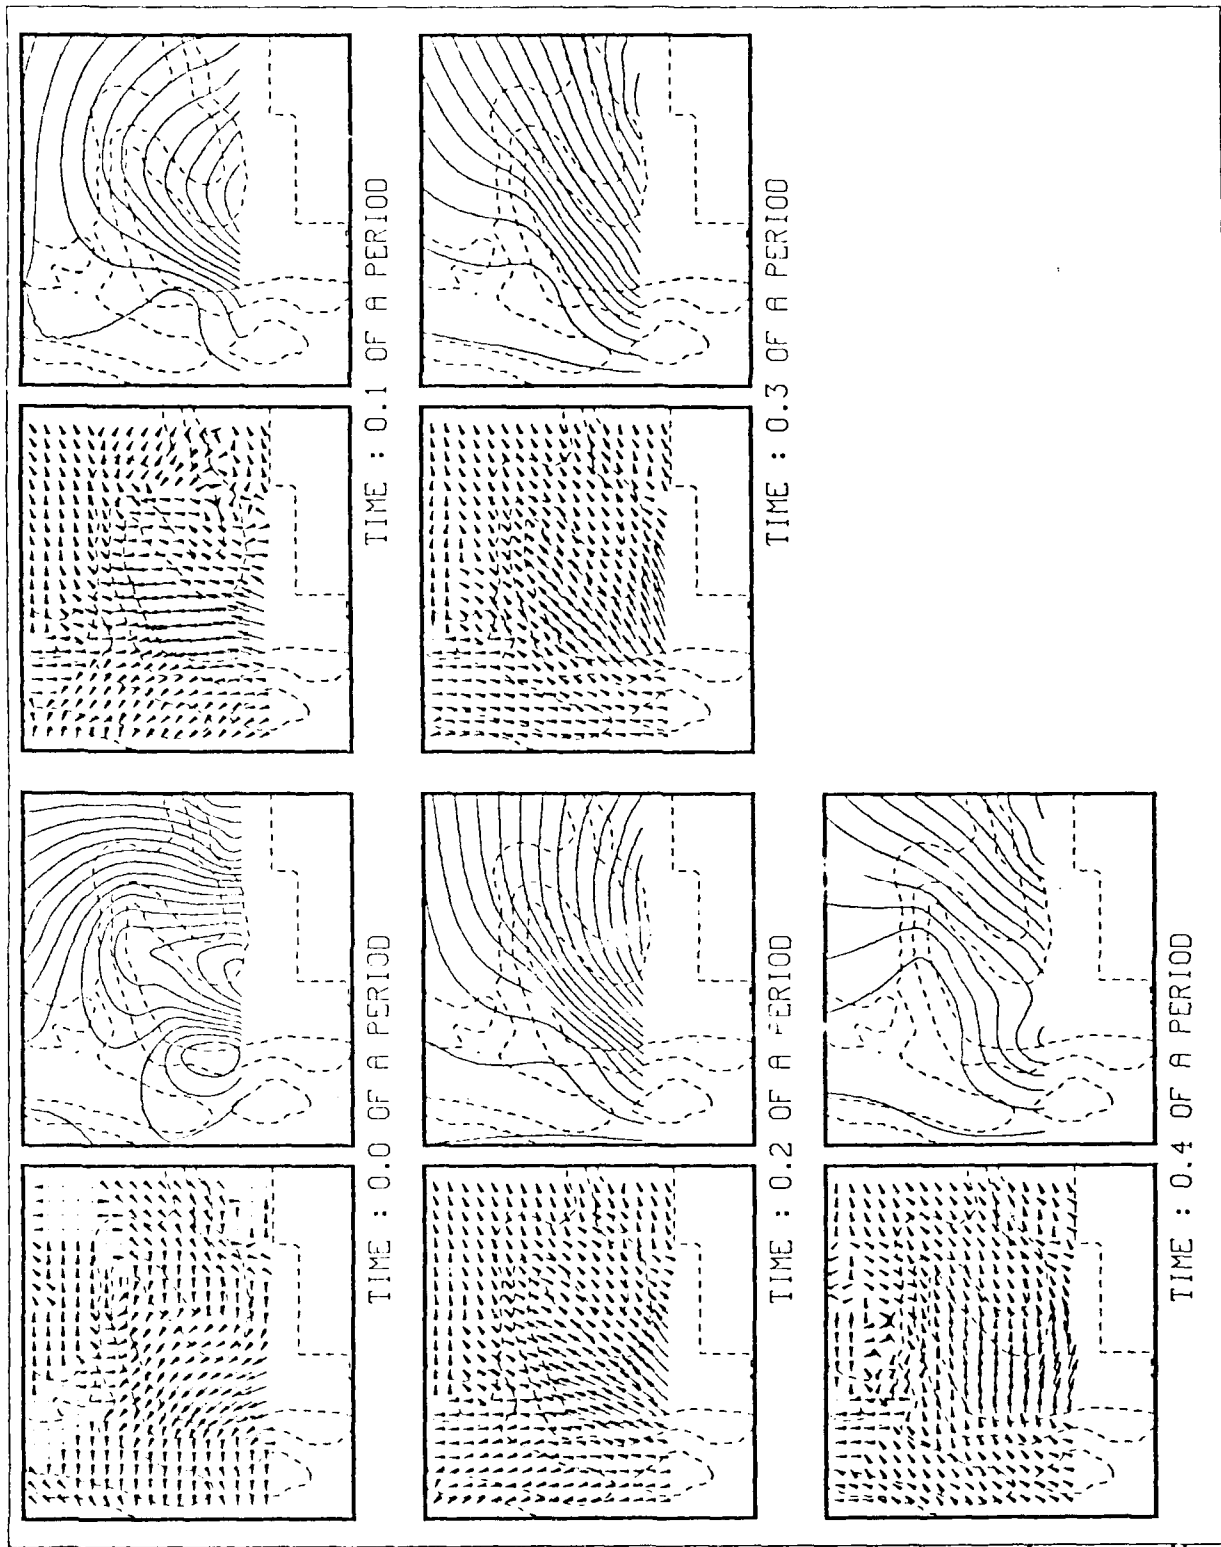 TIME : 0.0 OF A PERIOD
TIME : 0.1 OF A PERIOD
TIME : 0.2 OF A PERIOD
TIME : 0.3 OF A PERIOD
TIME : 0.4 OF A PERIOD